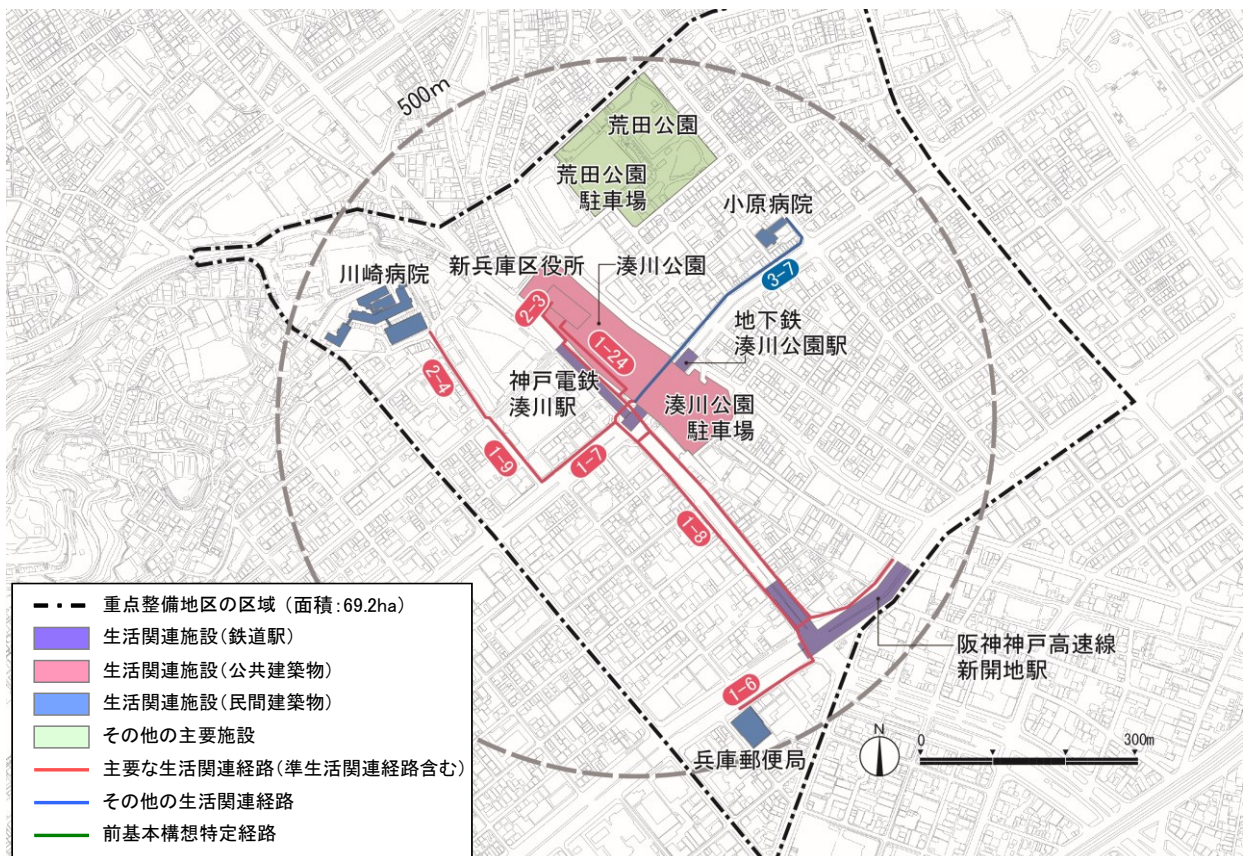 500m
荒田公園
荒田公園
駐車場
小原病院
新兵庫区役所
湊川公園
川崎病院
3-7
2-3
地下鉄
湊川公園駅
1-24
神戸電鉄
湊川駅
2-4
湊川公園
駐車場
1-9
1-7
1-8
阪神神戸高速線
新開地駅
1-6
兵庫郵便局
N
0
300m
重点整備地区の区域（面積:69.2ha）
生活関連施設(鉄道駅)
生活関連施設(公共建築物)
生活関連施設(民間建築物)
その他の主要施設
主要な生活関連経路(準生活関連経路含む)
その他の生活関連経路
前基本構想特定経路